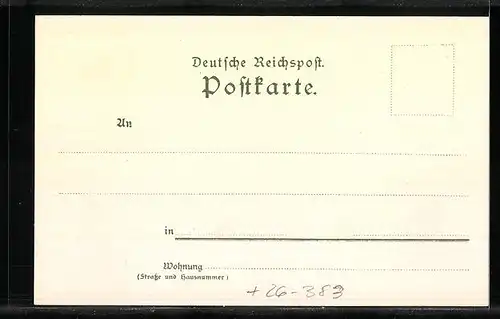 Deutsche Reichspost.
Postkarte.
An
in
Wohnung
(Straße und Hausnummer)
+26-383